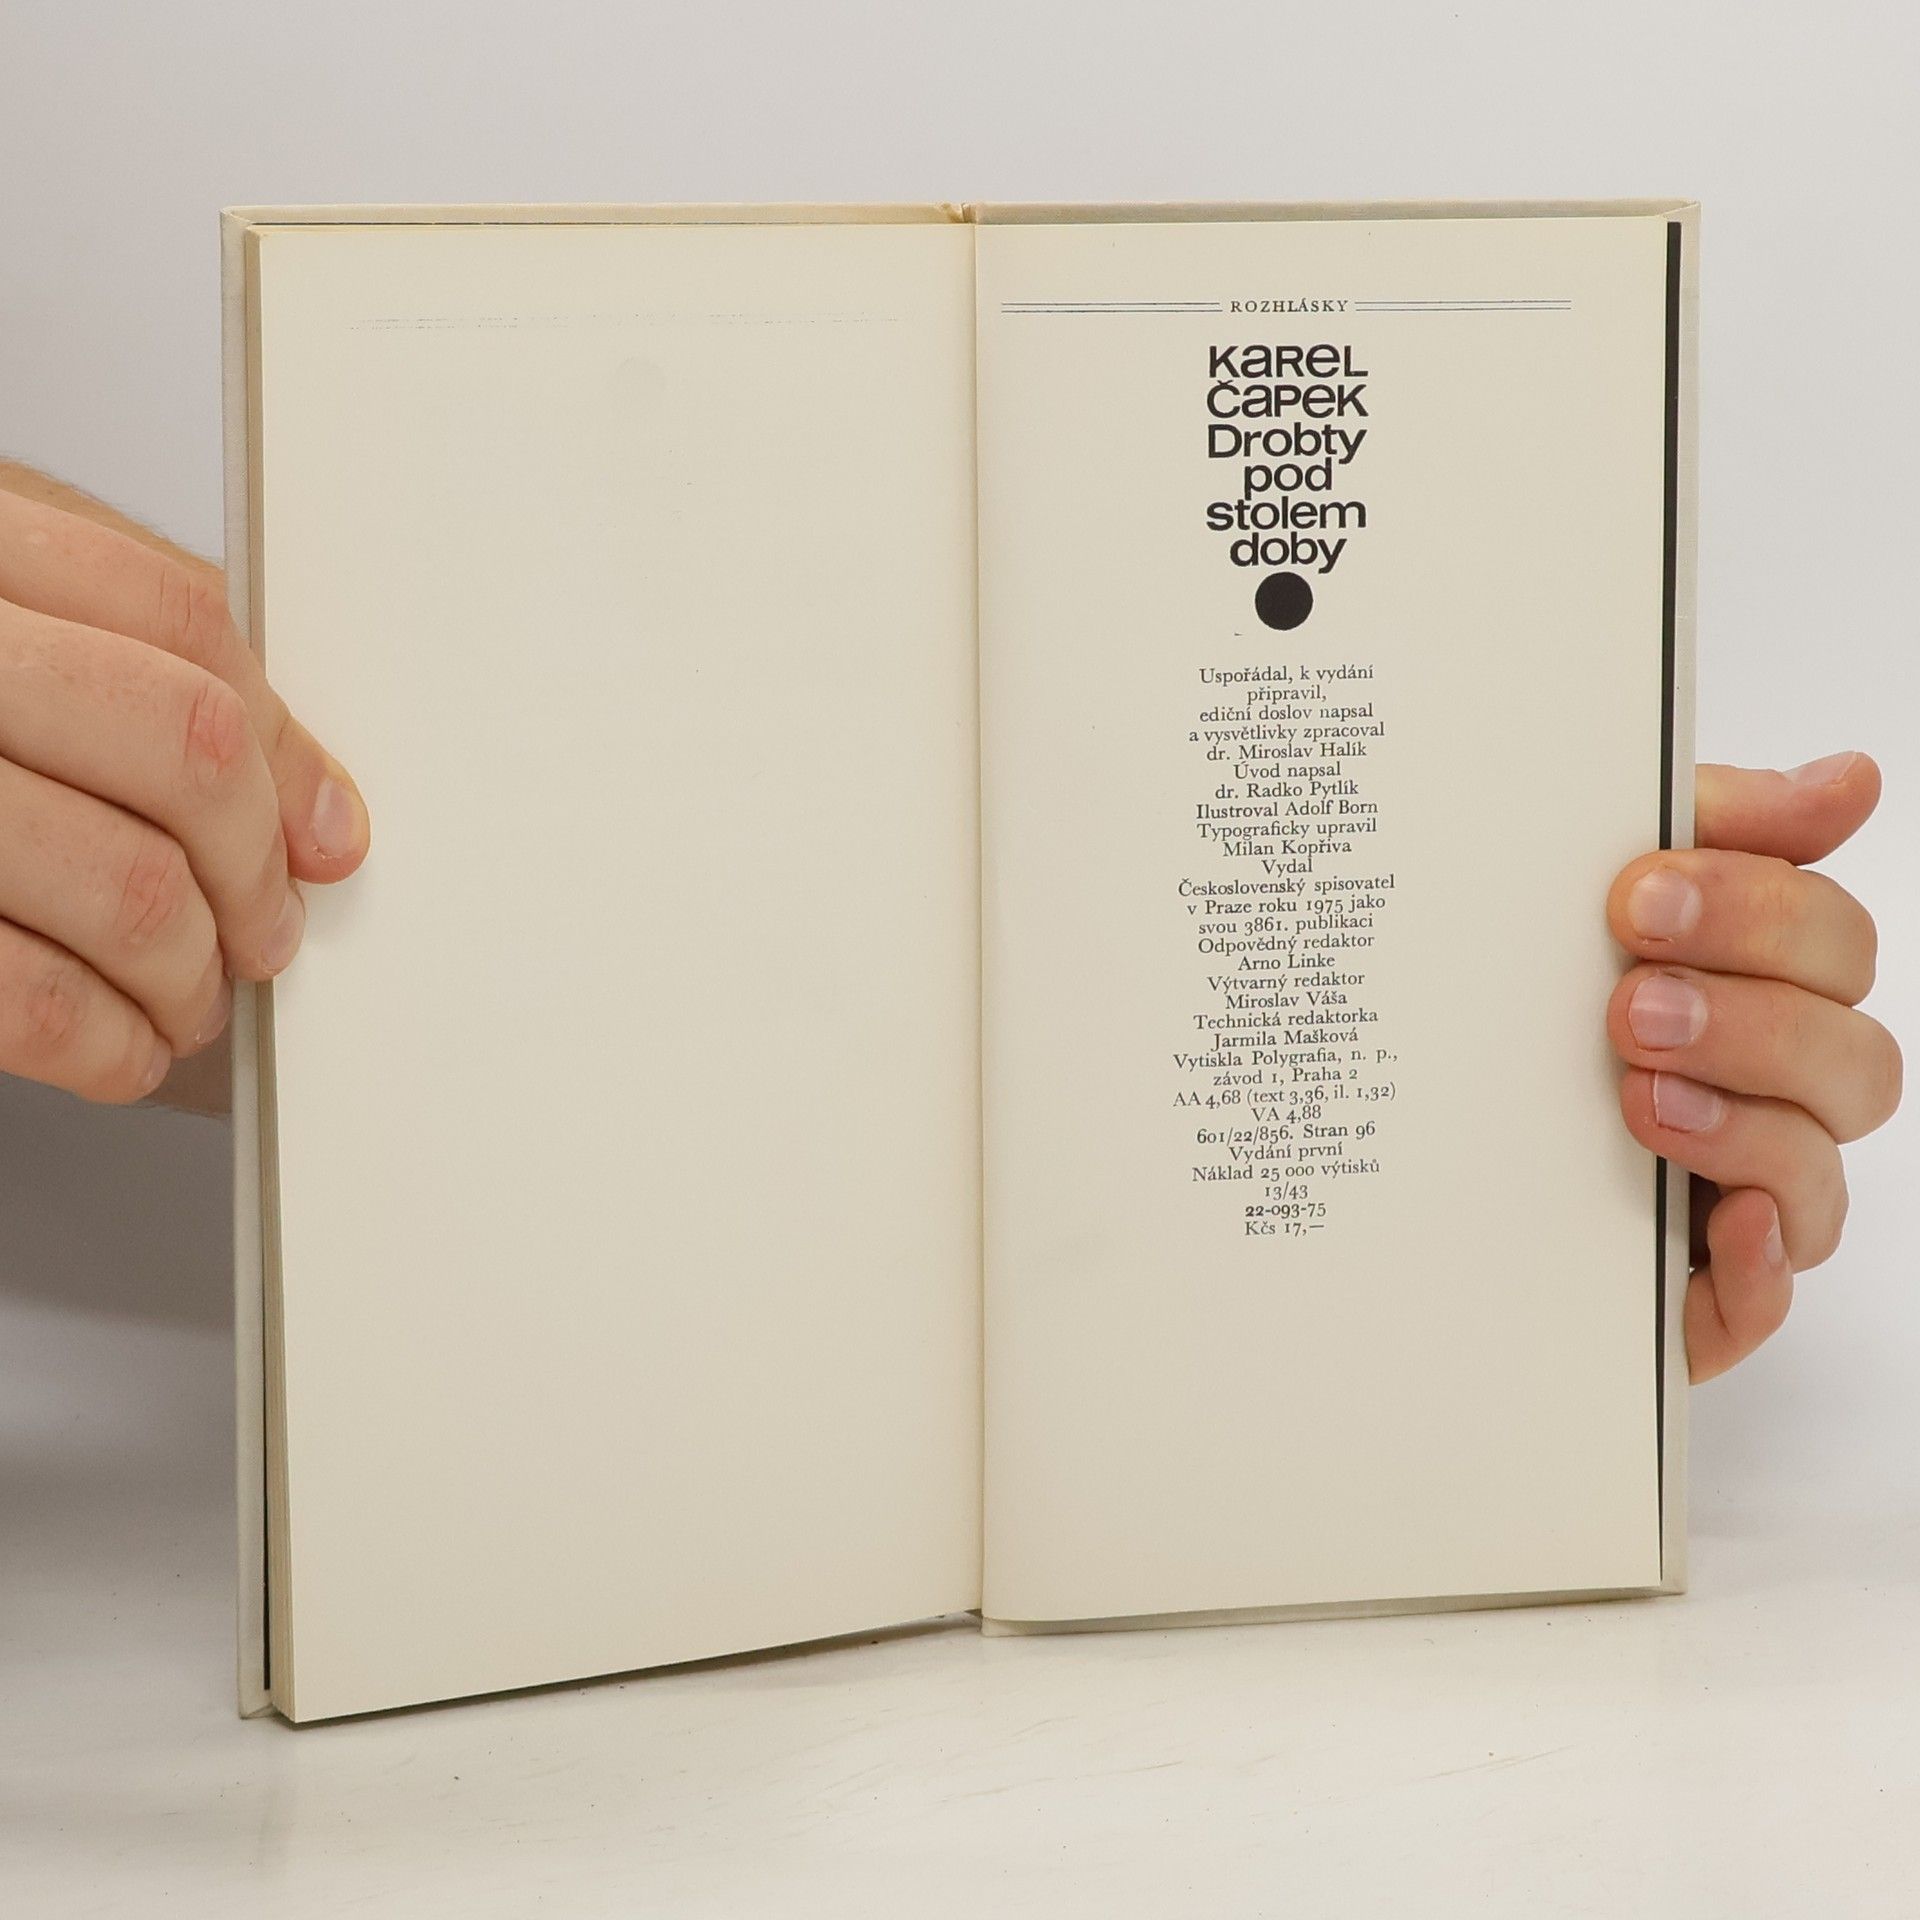 ROZHLÁSKY
KAREL
ČAPEK
Drobty
pod
stolem
doby
Uspořádal, k vydání
připravil,
ediční doslov napsal
a vysvětlivky zpracoval
dr. Miroslav Halík
Úvod napsal
dr. Radko Pytlík
Ilustroval Adolf Born
Typograficky upravil
Milan Kopřiva
Vydal
Československý spisovatel
v Praze roku 1975 jako
svou 3861. publikaci
Odpovědný redaktor
Arno Linke
Výtvarný redaktor
Miroslav Váša
Technická redaktorka
Jarmila Mašková
Vytiskla Polygrafia, n. p.,
závod 1, Praha 2
AA 4,68 (text 3,36, il. 1,32)
VA 4,88
601/22/856. Stran 96
Vydání první
Náklad 25 000 výtisků
13/43
22-093-75
Kčs 17,—